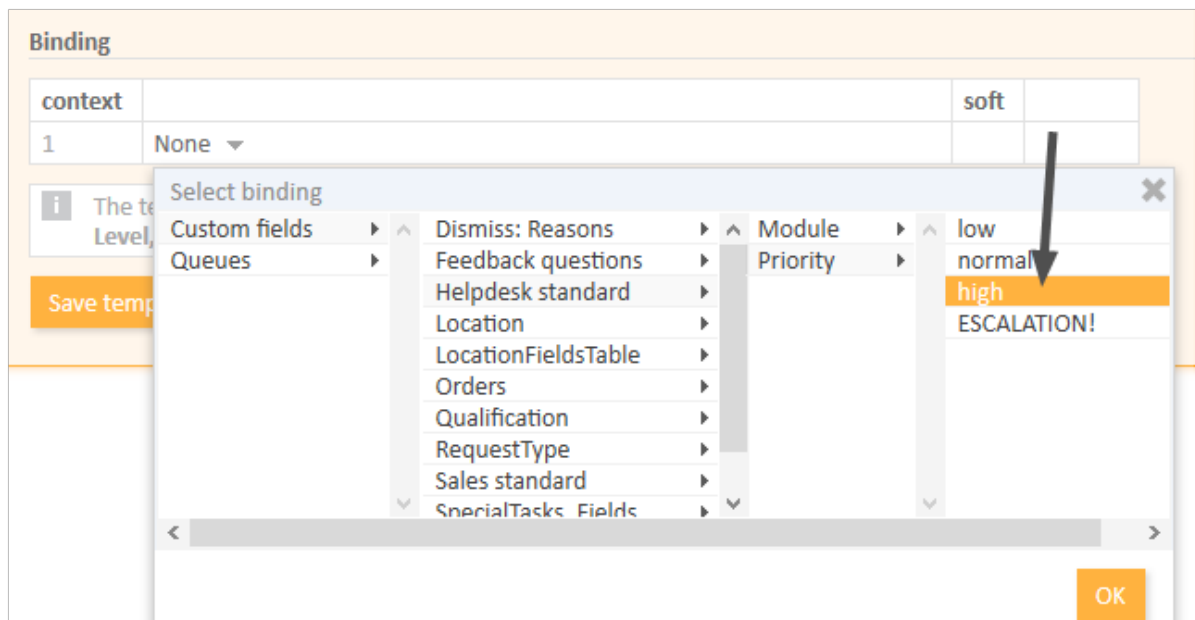 Binding
context soft
1 None
Select binding
i The te
Level,
Custom fields Dismiss: Reasons Module low
Queues Feedback questions Priority normal
Helpdesk standard high
Location ESCALATION!
LocationFieldsTable
Orders
Qualification
RequestType
Sales standard
SpecialTasks_Fields
Save temp
OK